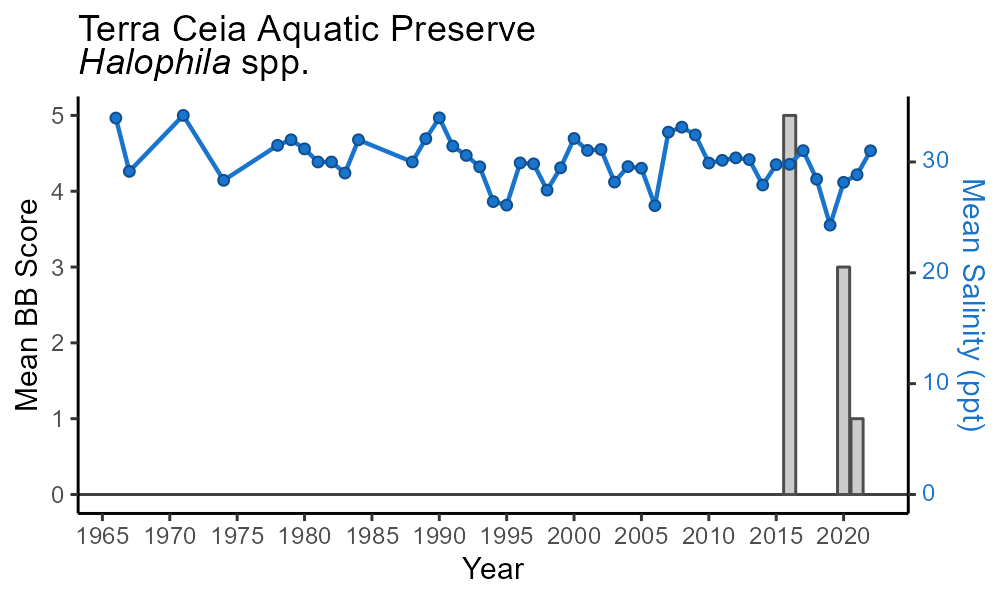 Terra Ceia Aquatic Preserve
Halophila spp.
Mean BB Score
5
4
3
2
1
0
30
20
10
0
Mean Salinity (ppt)
1965 1970 1975 1980 1985 1990 1995 2000 2005 2010 2015 2020
Year